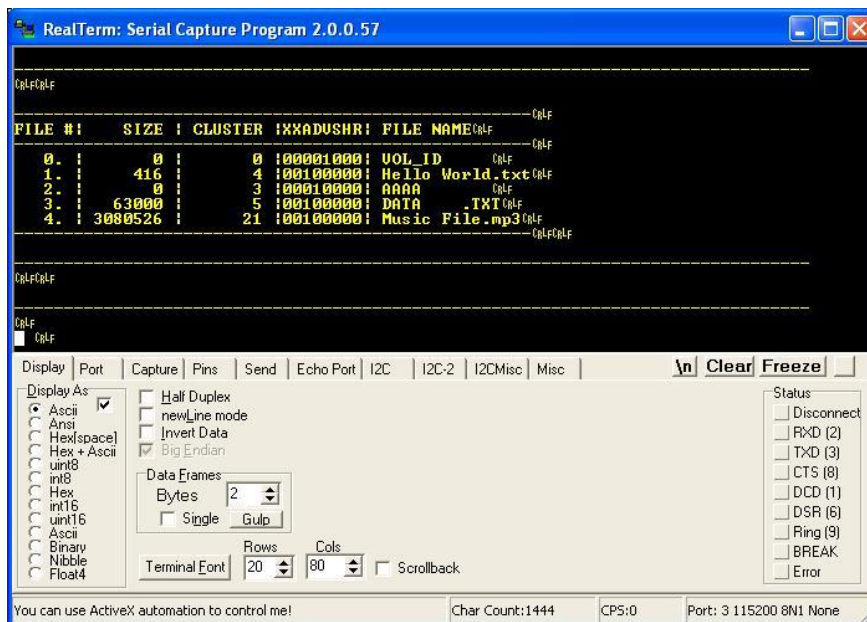 RealTerm: Serial Capture Program 2.0.0.57
CRLFCRLF
CRLF
FILE #| SIZE | CLUSTER |XXADVSHR| FILE NAMECRLF
CRLF
0. | 0 | 0 |00001000| VOL_ID CRLF
1. | 416 | 4 |00100000| Hello World.txtCRLF
2. | 0 | 3 |00010000| AAAA CRLF
3. | 63000 | 5 |00100000| DATA .TXTCRLF
4. | 3080526 | 21 |00100000| Music File.mp3CRLF
CRLFCRLF
CRLFCRLF
CRLF
CRLF
Display Port Capture Pins Send Echo Port I2C I2C-2 I2CMisc Misc \n Clear Freeze
Display As
Ascii
Ansi
Hex[space]
Hex + Ascii
uint8
int8
Hex
int16
uint16
Ascii
Binary
Nibble
Float4
Half Duplex
newLine mode
Invert Data
Big Endian
Data Frames
Bytes 2
Single Gulp
Rows Cols
Terminal Font 20 80 Scrollback
Status
Disconnect
RXD (2)
TXD (3)
CTS (8)
DCD (1)
DSR (6)
Ring (9)
BREAK
Error
You can use ActiveX automation to control me! Char Count:1444 CPS:0 Port: 3 115200 8N1 None